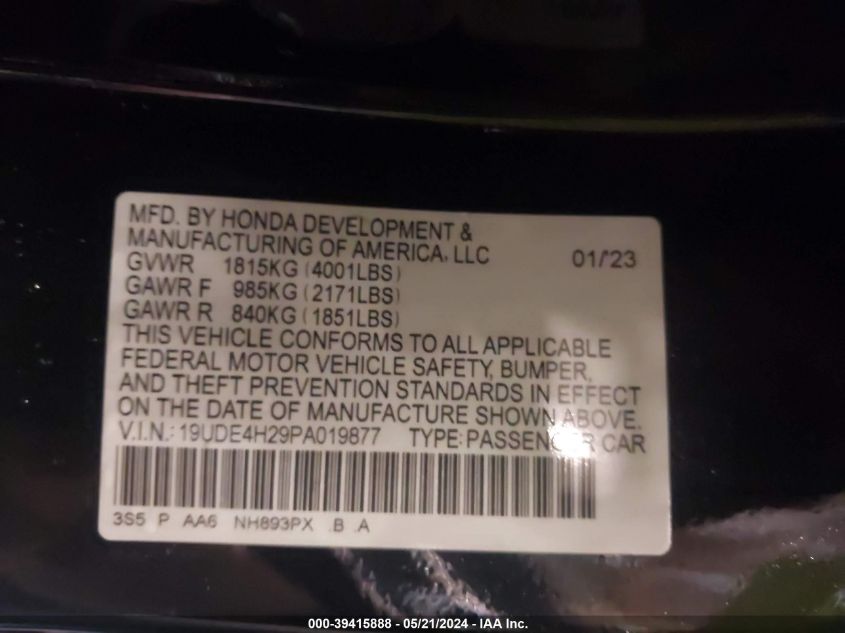 MFD. BY HONDA DEVELOPMENT &
MANUFACTURING OF AMERICA, LLC 01/'23
GVWR 1815KG (4001LBS)
GAWR F 985KG (2171LBS)
GAWR R 840KG (1851LBS)
THIS VEHICLE CONFORMS TO ALL APPLICABLE
FEDERAL MOTOR VEHICLE SAFETY, BUMPER,
AND THEFT PREVENTION STANDARDS IN EFFECT
ON THE DATE OF MANUFACTURE SHOWN ABOVE.
V.I.N.: 19UDE4H29PA019877 TYPE: PASSENGER CAR
3S5 P AA6 NH893PX .B .A
000-39415888 - 05/21/2024 - IAA Inc.